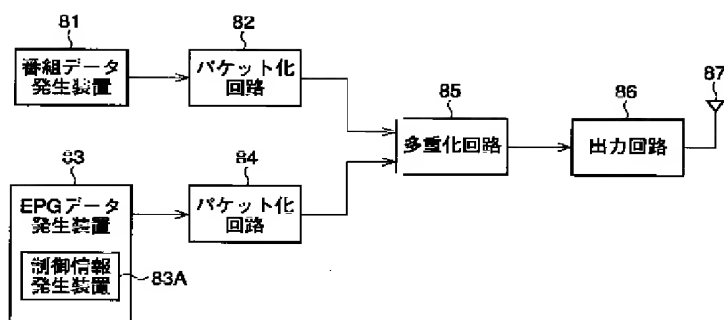 81
番組データ
発生装置
82
パケット化
回路
83
EPGデータ
発生装置
制御情報
発生装置
83A
84
パケット化
回路
85
多重化回路
86
出力回路
87